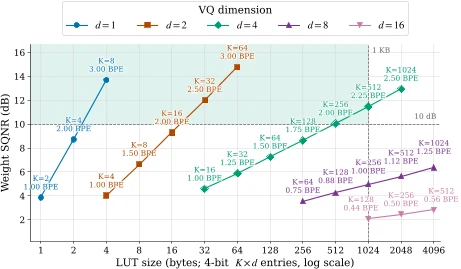 VQ dimension
d = 1 d = 2 d = 4 d = 8 d = 16
Weight SQNR (dB)
16
14
12
10
8
6
4
2
1 KB
10 dB
K=2
1.00 BPE
K=4
2.00 BPE
K=8
3.00 BPE
K=4
1.00 BPE
K=8
1.50 BPE
K=16
2.00 BPE
K=32
2.50 BPE
K=64
3.00 BPE
K=16
1.00 BPE
K=32
1.25 BPE
K=64
1.50 BPE
K=128
1.75 BPE
K=256
2.00 BPE
K=512
2.25 BPE
K=1024
2.50 BPE
K=64
0.75 BPE
K=128
0.88 BPE
K=256
1.00 BPE
K=512
1.12 BPE
K=1024
1.25 BPE
K=128
0.44 BPE
K=256
0.50 BPE
K=512
0.56 BPE
1 2 4 8 16 32 64 128 256 512 1024 2048 4096
LUT size (bytes; 4-bit K×d entries, log scale)